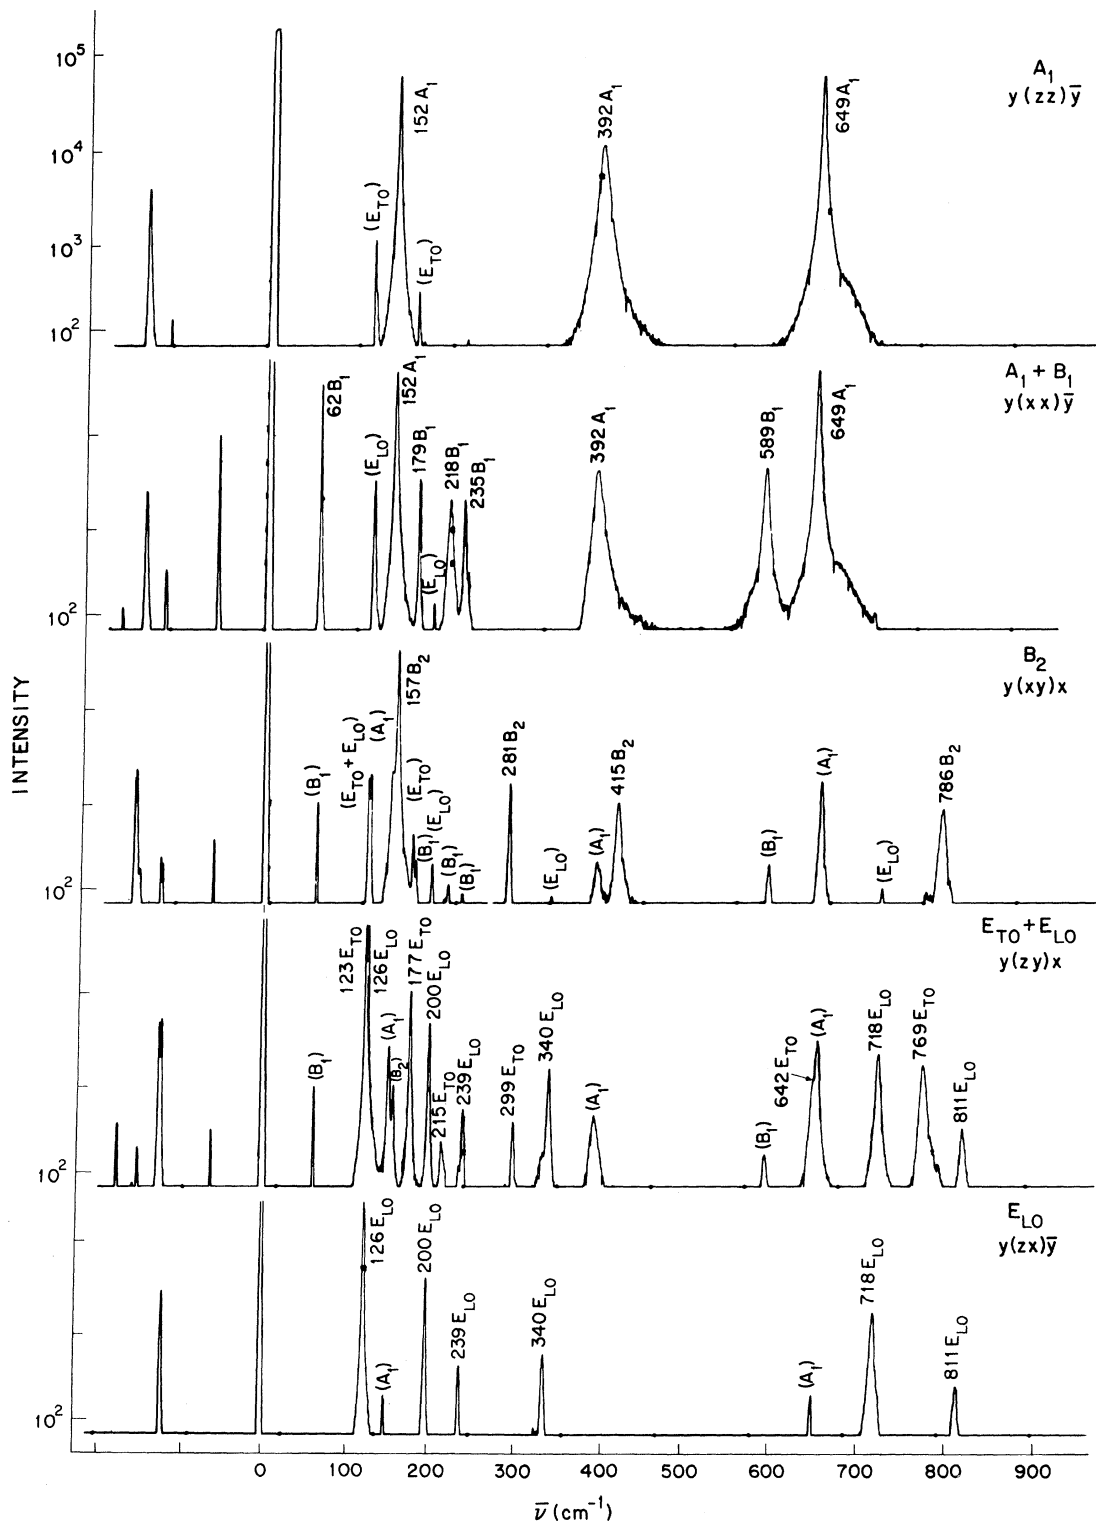 10⁵
10⁴
10³
10²
(E_TO)
152 A₁
(E_TO)
392 A₁
649 A₁
A₁
y(zz)ȳ
10²
62 B₁
(E_LO)
152 A₁
179 B₁
(E_LO)
218 B₁
235 B₁
392 A₁
589 B₁
649 A₁
A₁ + B₁
y(xx)ȳ
10²
(B₁)
(E_TO + E_LO)
(A₁)
157 B₂
(E_TO)
(B₁)
(E_LO)
(B₁)
(B₁)
281 B₂
(E_LO)
(A₁)
415 B₂
(B₁)
(A₁)
(E_LO)
786 B₂
B₂
y(xy)x
10²
(B₁)
123 E_TO
126 E_LO
(A₁)
(B₂)
177 E_TO
200 E_LO
215 E_TO
239 E_LO
299 E_TO
340 E_LO
(A₁)
(B₁)
642 E_TO
(A₁)
718 E_LO
769 E_TO
811 E_LO
E_TO + E_LO
y(zy)x
10²
126 E_LO
(A₁)
200 E_LO
239 E_LO
340 E_LO
(A₁)
718 E_LO
811 E_LO
E_LO
y(zx)ȳ
INTENSITY
0 100 200 300 400 500 600 700 800 900
ν̄ (cm⁻¹)